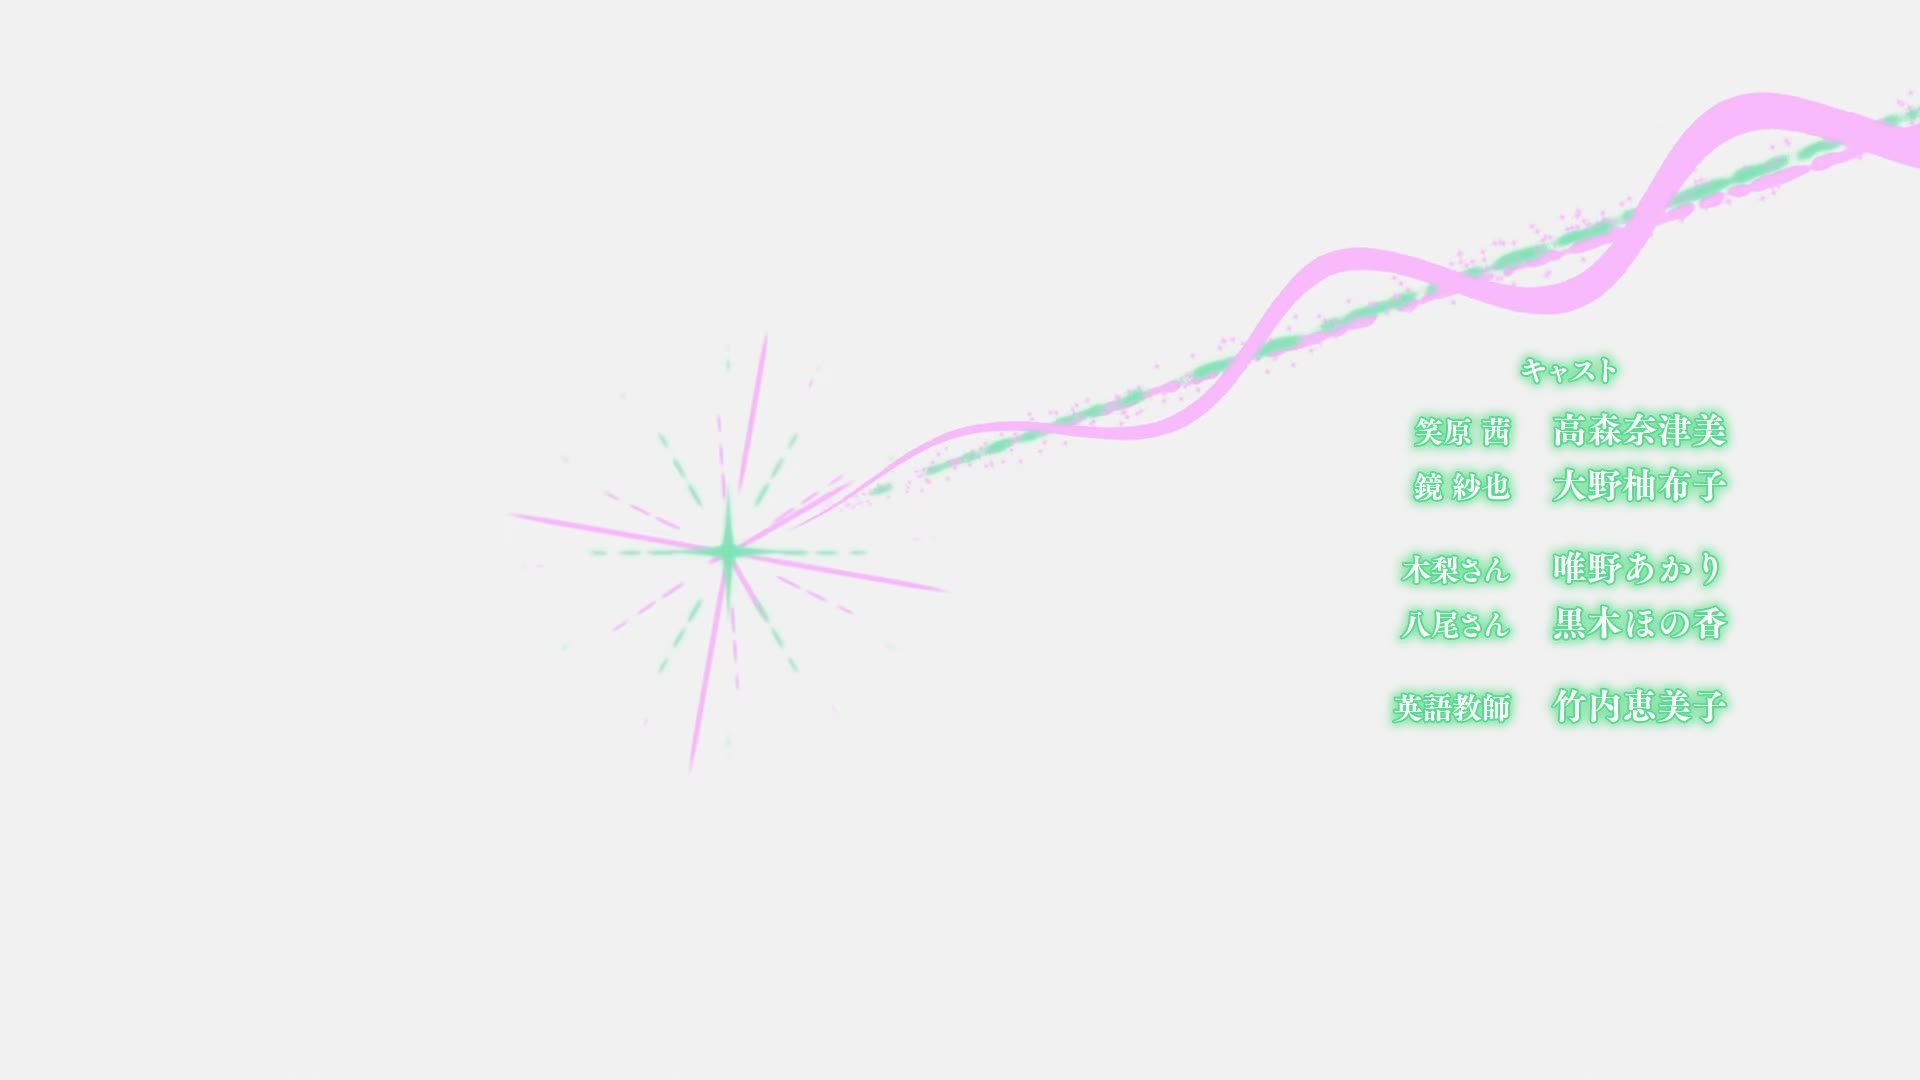 キャスト
笑原 茜 高森奈津美
鏡 紗也 大野柚布子
木梨さん 唯野あかり
八尾さん 黒木ほの香
英語教師 竹内恵美子